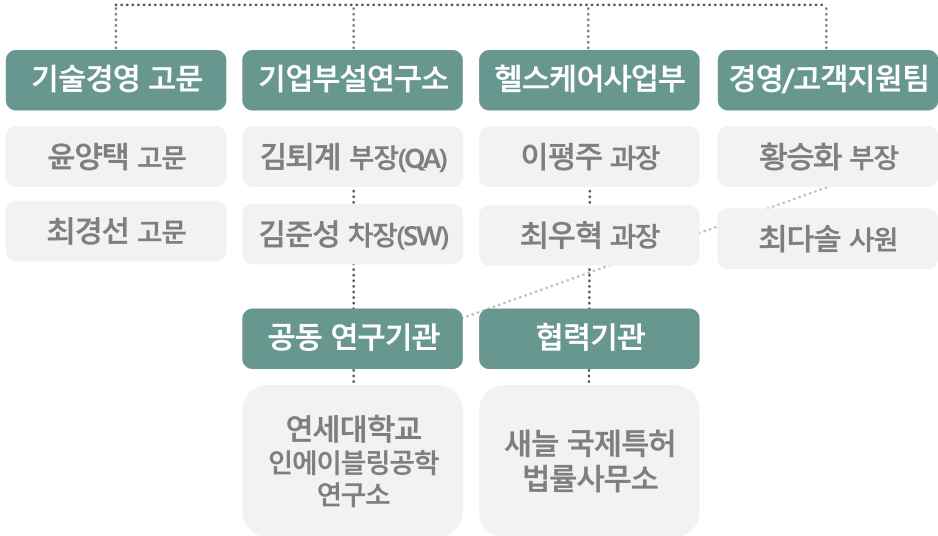 기술경영 고문
기업부설연구소
헬스케어사업부
경영/고객지원팀
윤양택 고문
김퇴계 부장(QA)
이평주 과장
황승화 부장
최경선 고문
김준성 차장(SW)
최우혁 과장
최다솔 사원
공동 연구기관
협력기관
연세대학교
인에이블링공학
연구소
새늘 국제특허
법률사무소